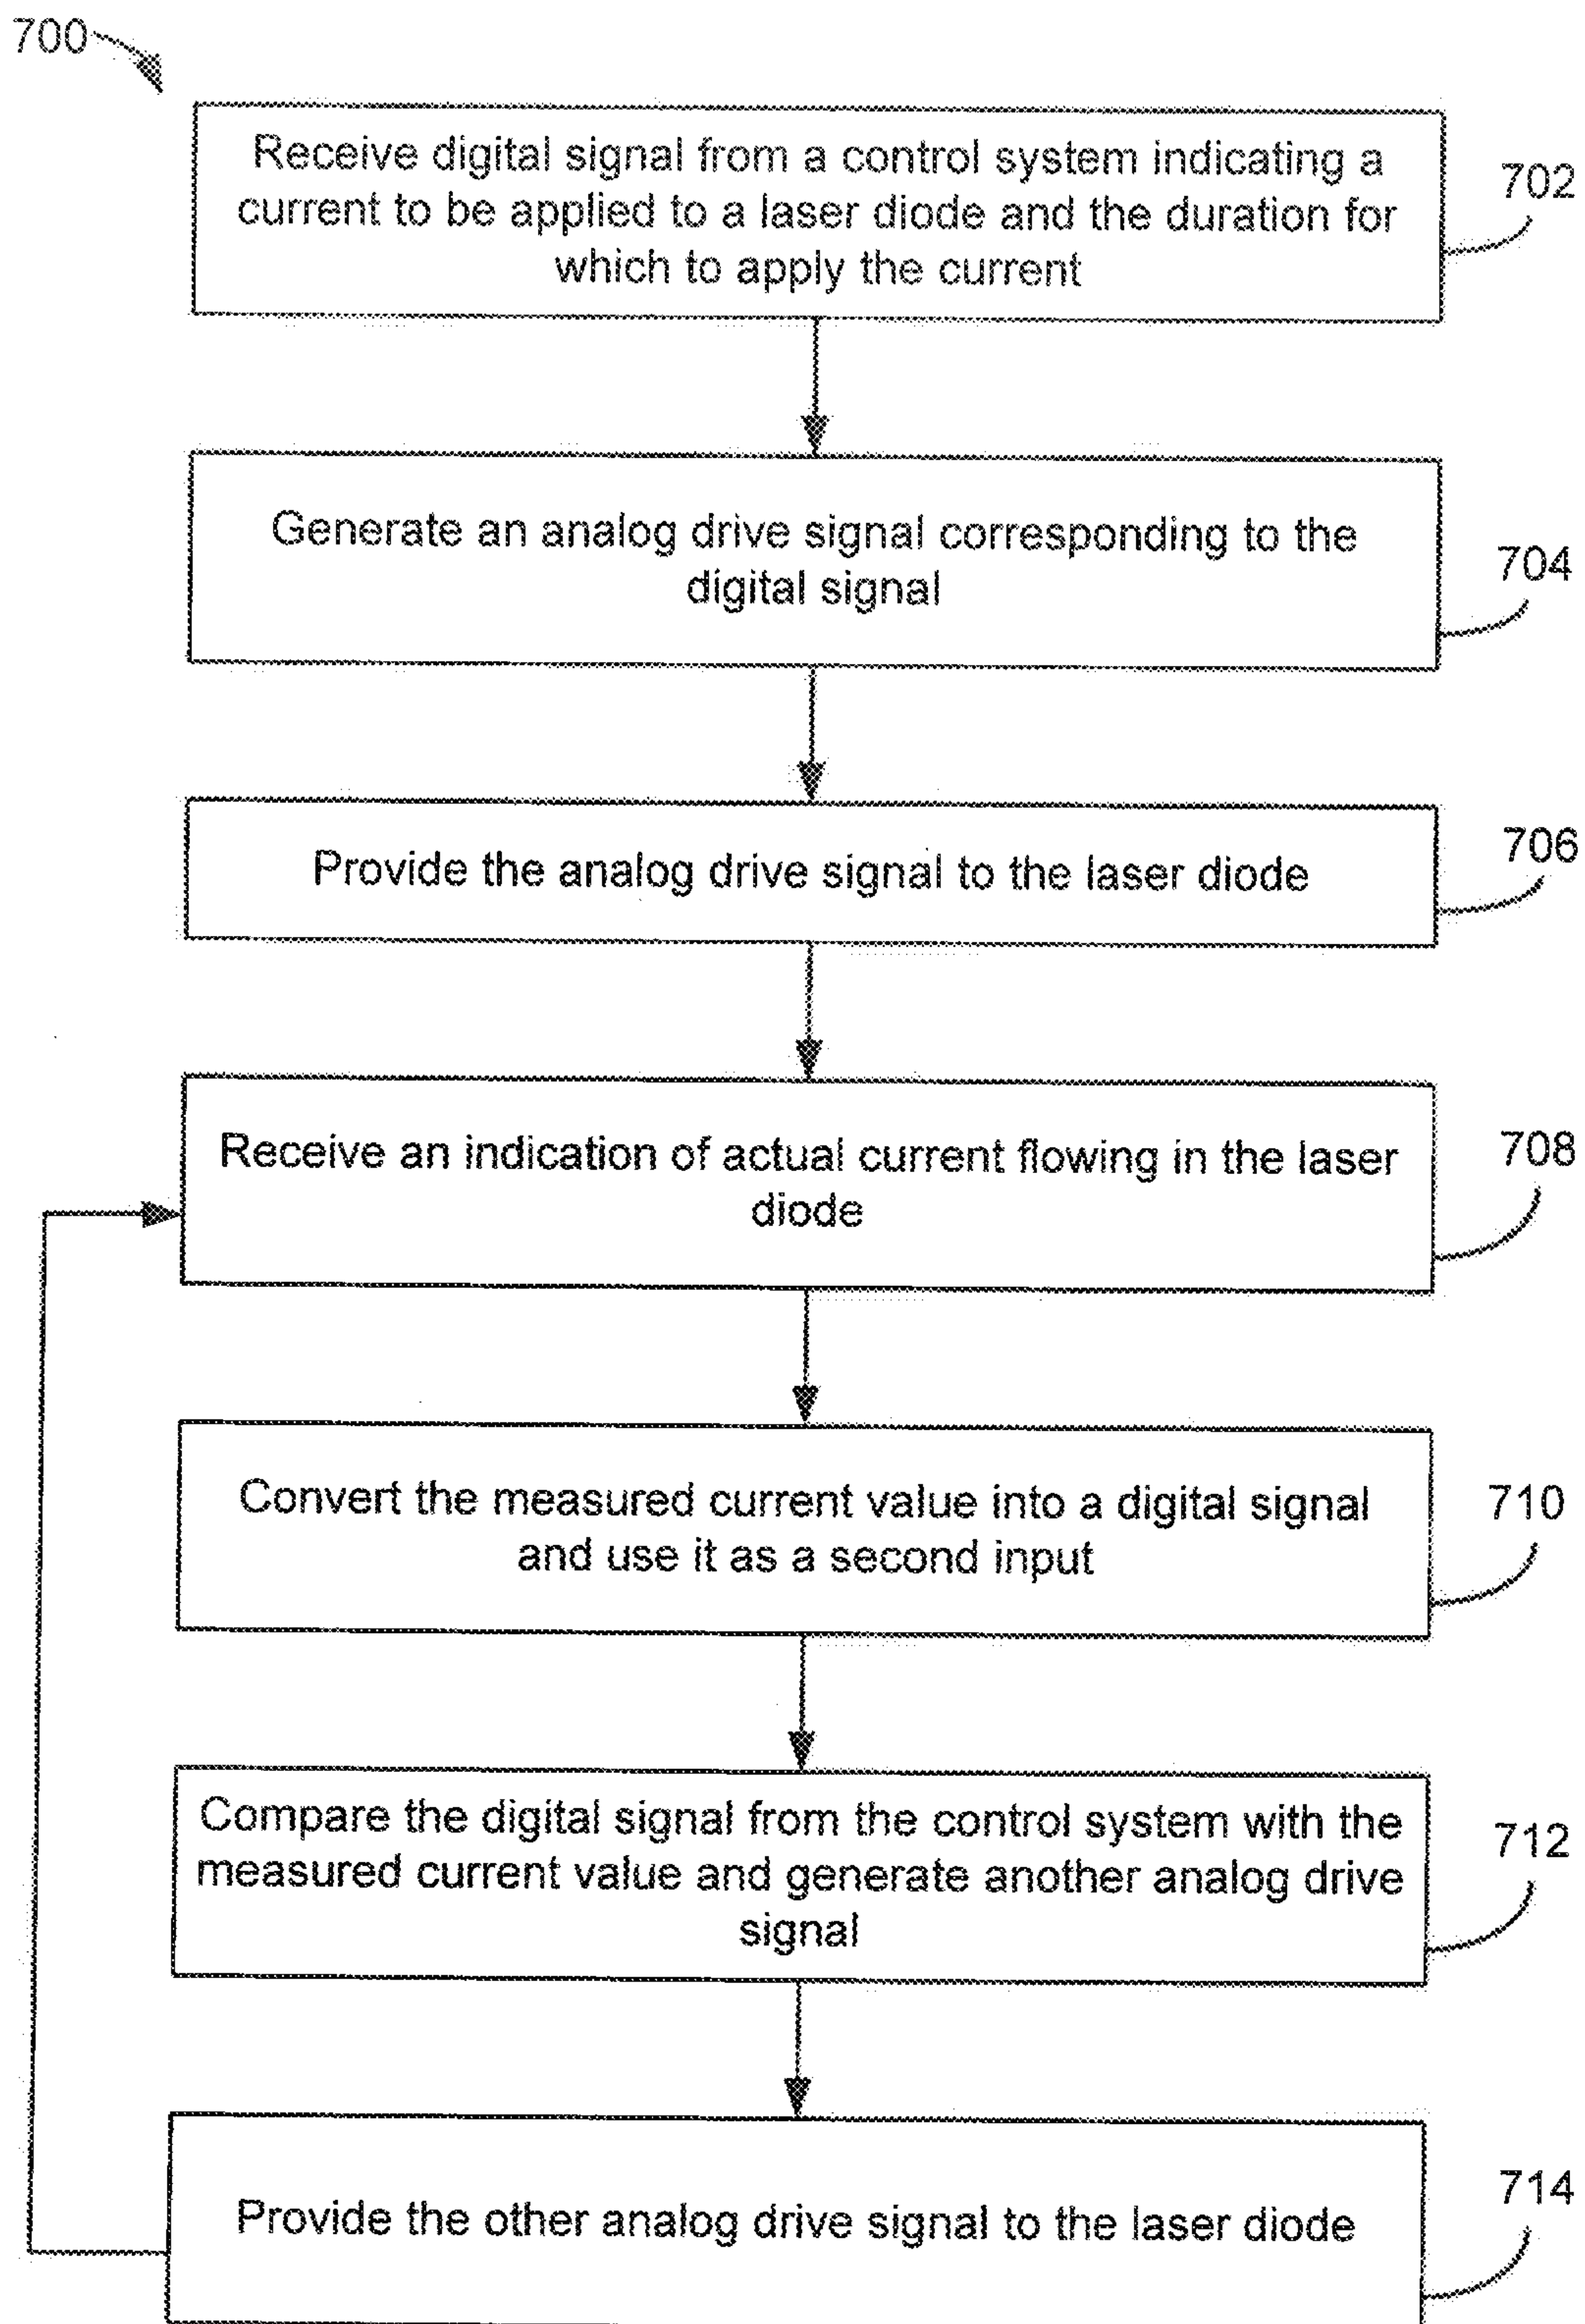 700
Receive digital signal from a control system indicating a
current to be applied to a laser diode and the duration for
which to apply the current
702
Generate an analog drive signal corresponding to the
digital signal
704
Provide the analog drive signal to the laser diode
706
Receive an indication of actual current flowing in the laser
diode
708
Convert the measured current value into a digital signal
and use it as a second input
710
Compare the digital signal from the control system with the
measured current value and generate another analog drive
signal
712
Provide the other analog drive signal to the laser diode
714